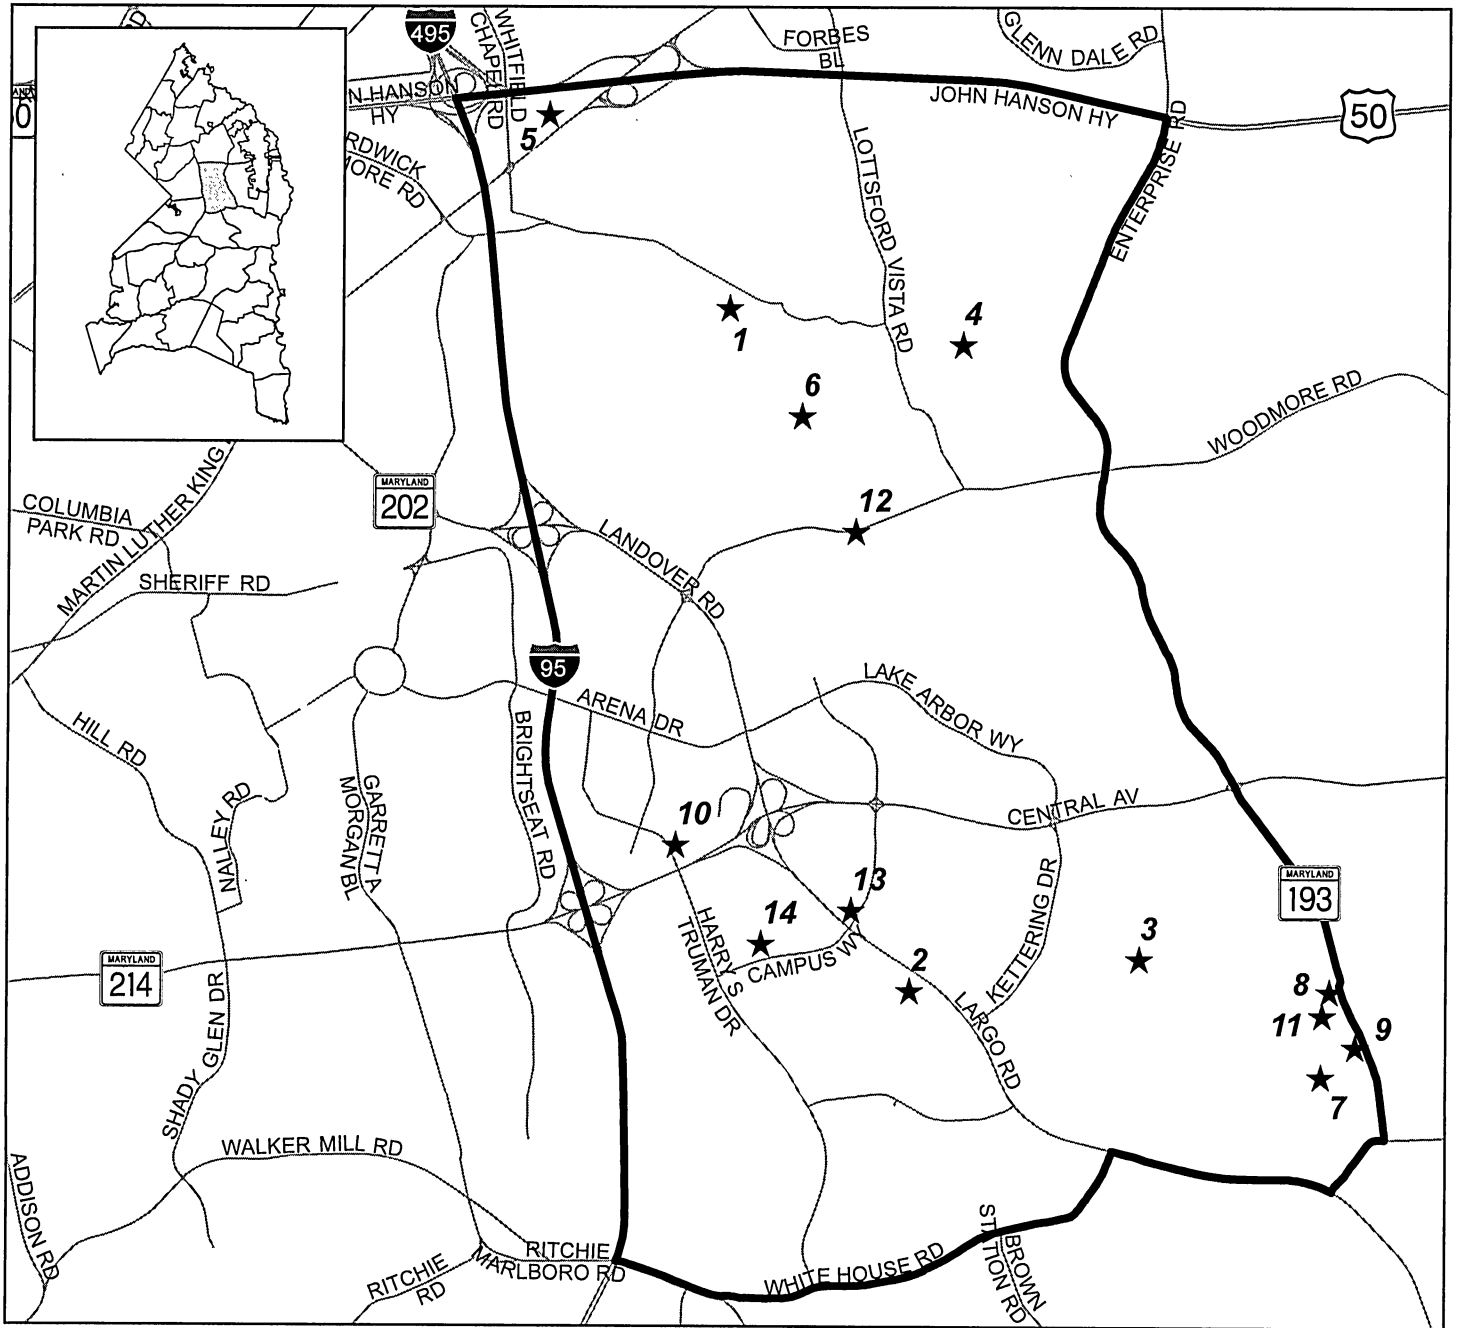 RD
495
WHITFIELD
CHAPEL RD
FORBES
BL
GLENN DALE RD
N HANSON
HY
JOHN HANSON HY
50
0
5
RDWICK
MORE RD
LOTTSFORD VISTA RD
ENTERPRISE RD
1
4
6
WOODMORE RD
MARYLAND
202
12
COLUMBIA
PARK RD
MARTIN LUTHER KING
LANDOVER RD
SHERIFF RD
95
LAKE ARBOR WY
ARENA DR
HILL RD
BRIGHTSEAT RD
GARRETT A
MORGAN BL
NALLEY RD
10
CENTRAL AV
13
14
KETTERING DR
MARYLAND
193
HARRY S
TRUMAN DR
CAMPUS WY
2
3
MARYLAND
214
8
11
9
7
LARGO RD
SHADY GLEN DR
WALKER MILL RD
ADDISON RD
RITCHIE
MARLBORO RD
RITCHIE
RD
WHITE HOUSE RD
BROWN
STATION RD